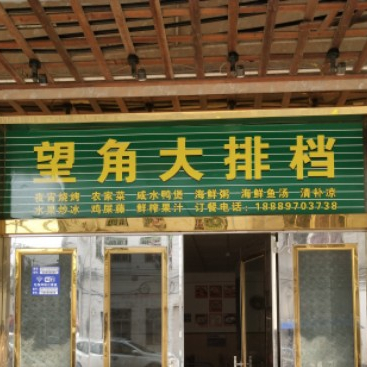 望角大排档
夜宵烧烤 农家菜 咸水鸭煲 海鲜粥 海鲜鱼汤 清补凉
水果炒冰 鸡屎藤 鲜榨果汁 订餐电话：18889703738